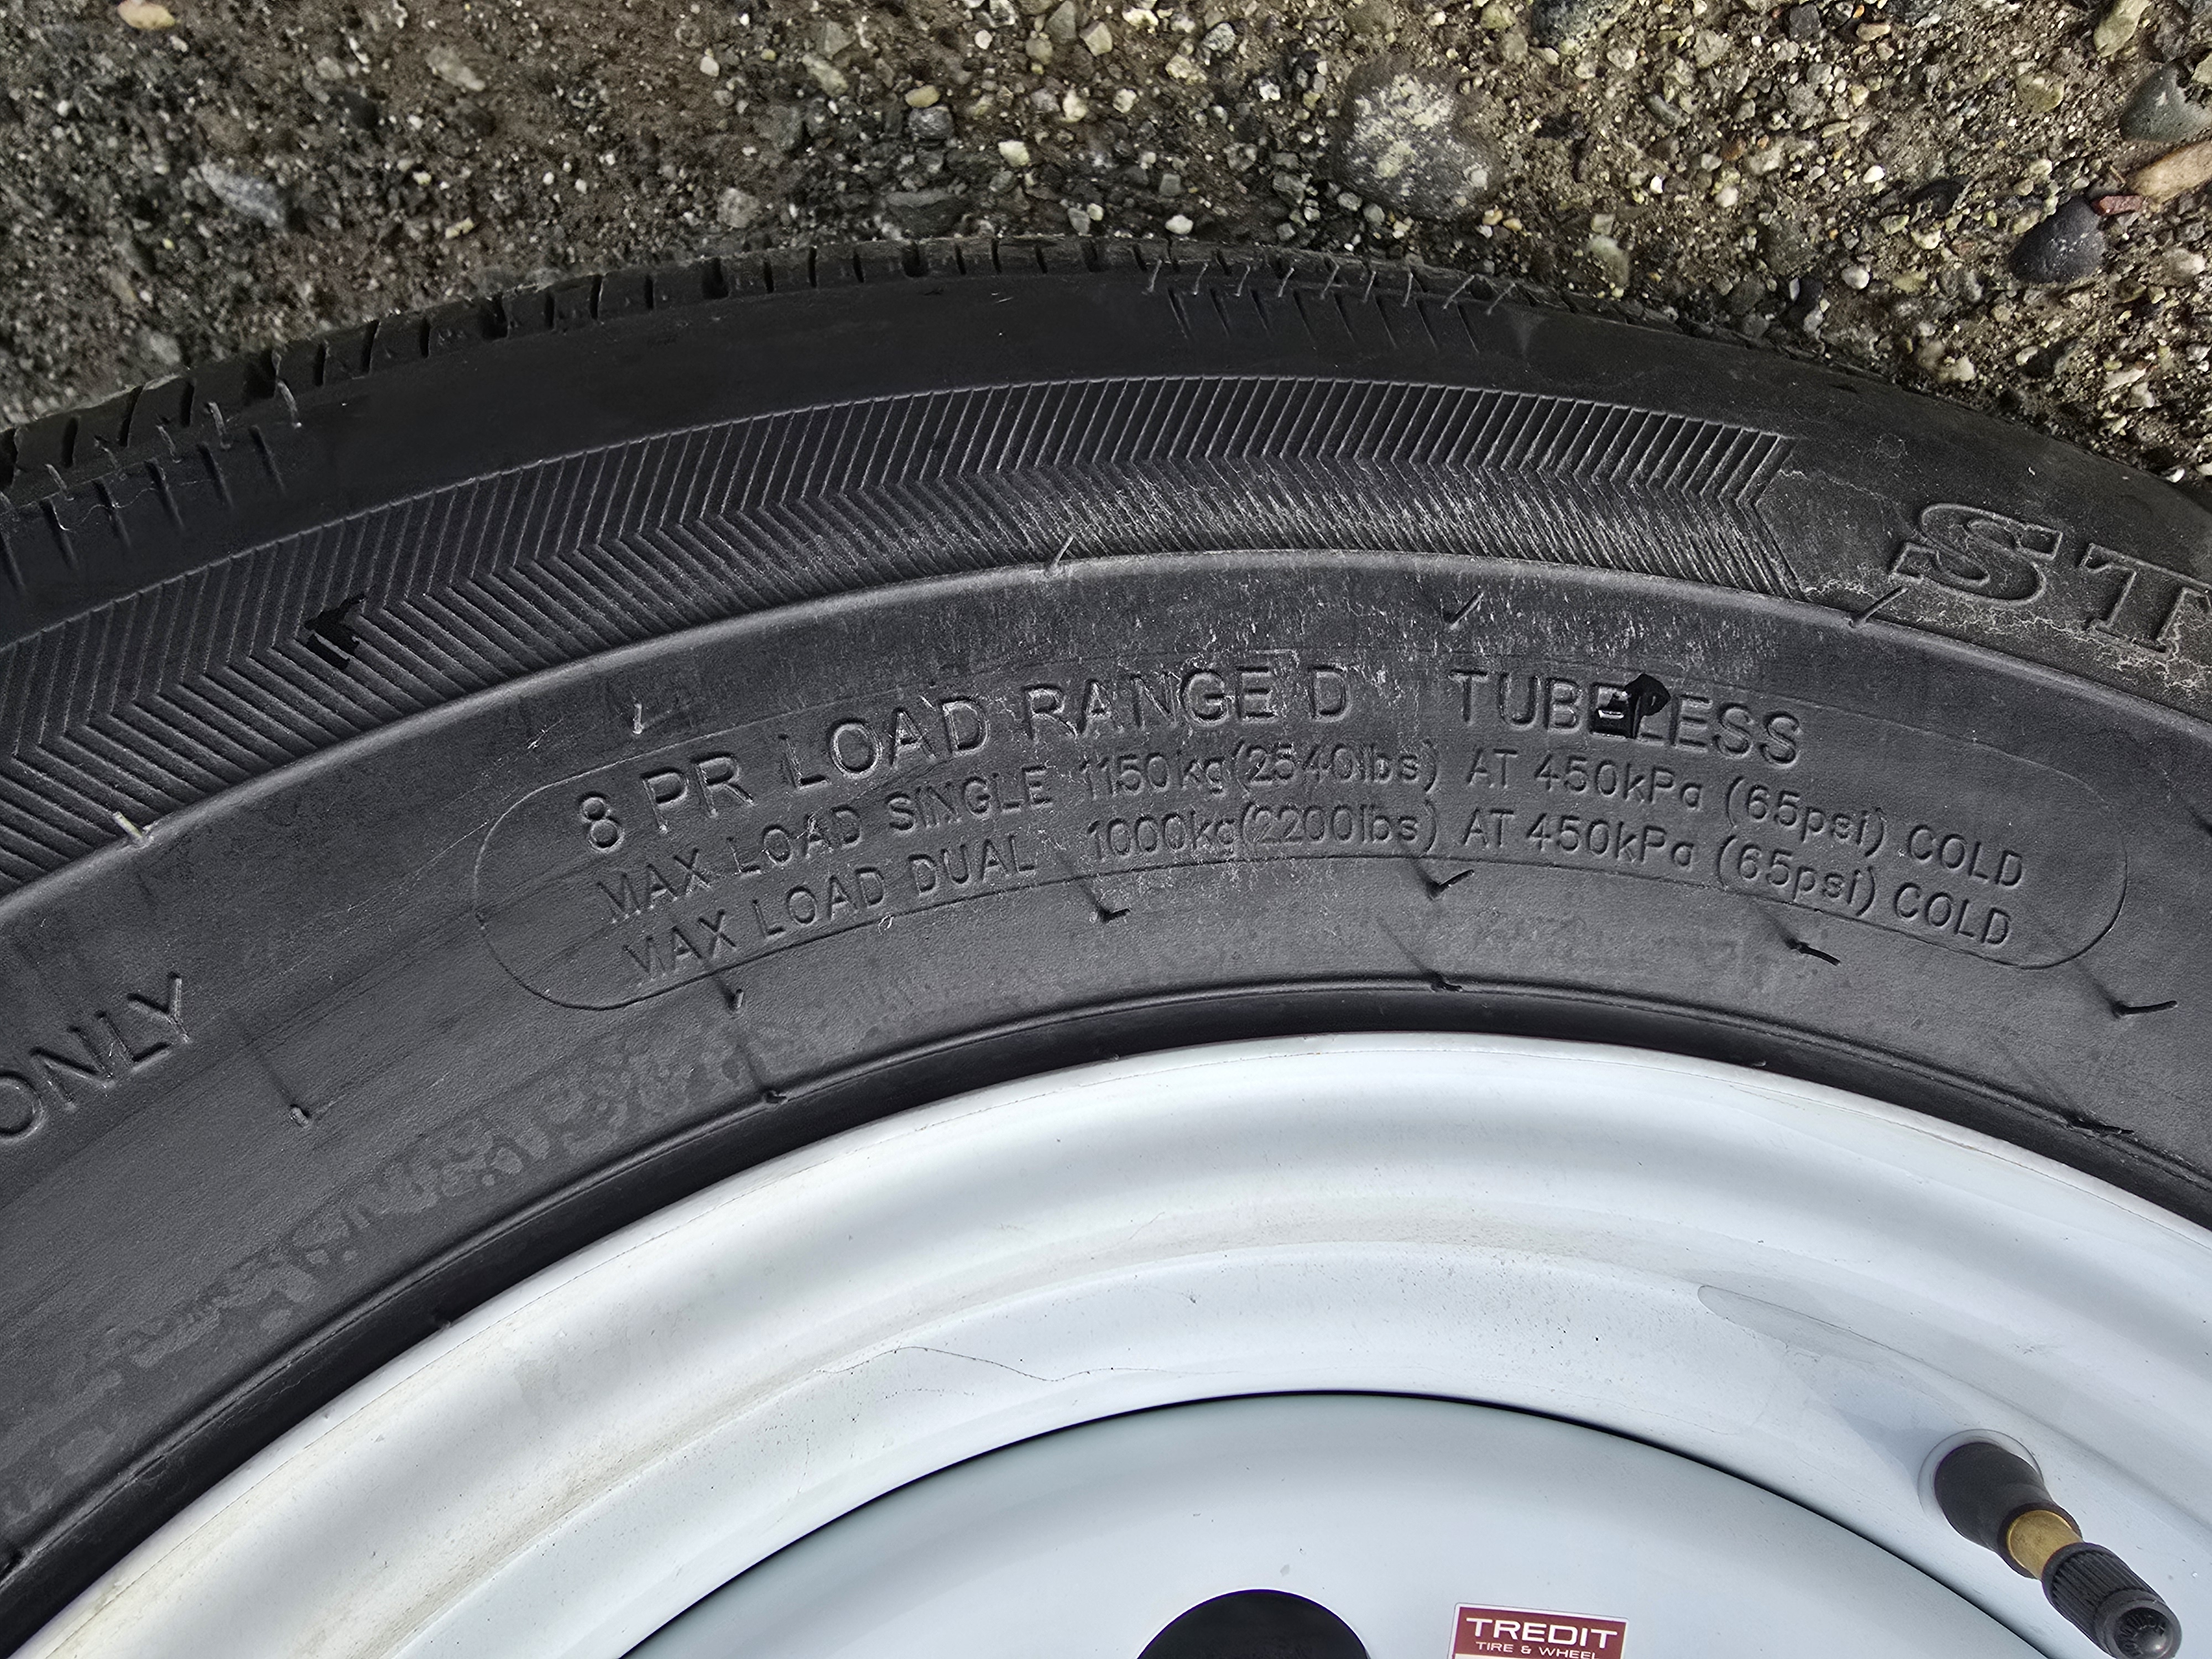 ST
8 PR LOAD RANGE D TUBELESS
MAX LOAD SINGLE 1150kg(2540lbs) AT 450kPa (65psi) COLD
MAX LOAD DUAL 1000kg(2200lbs) AT 450kPa (65psi) COLD
ONLY
TREDIT
TIRE & WHEEL